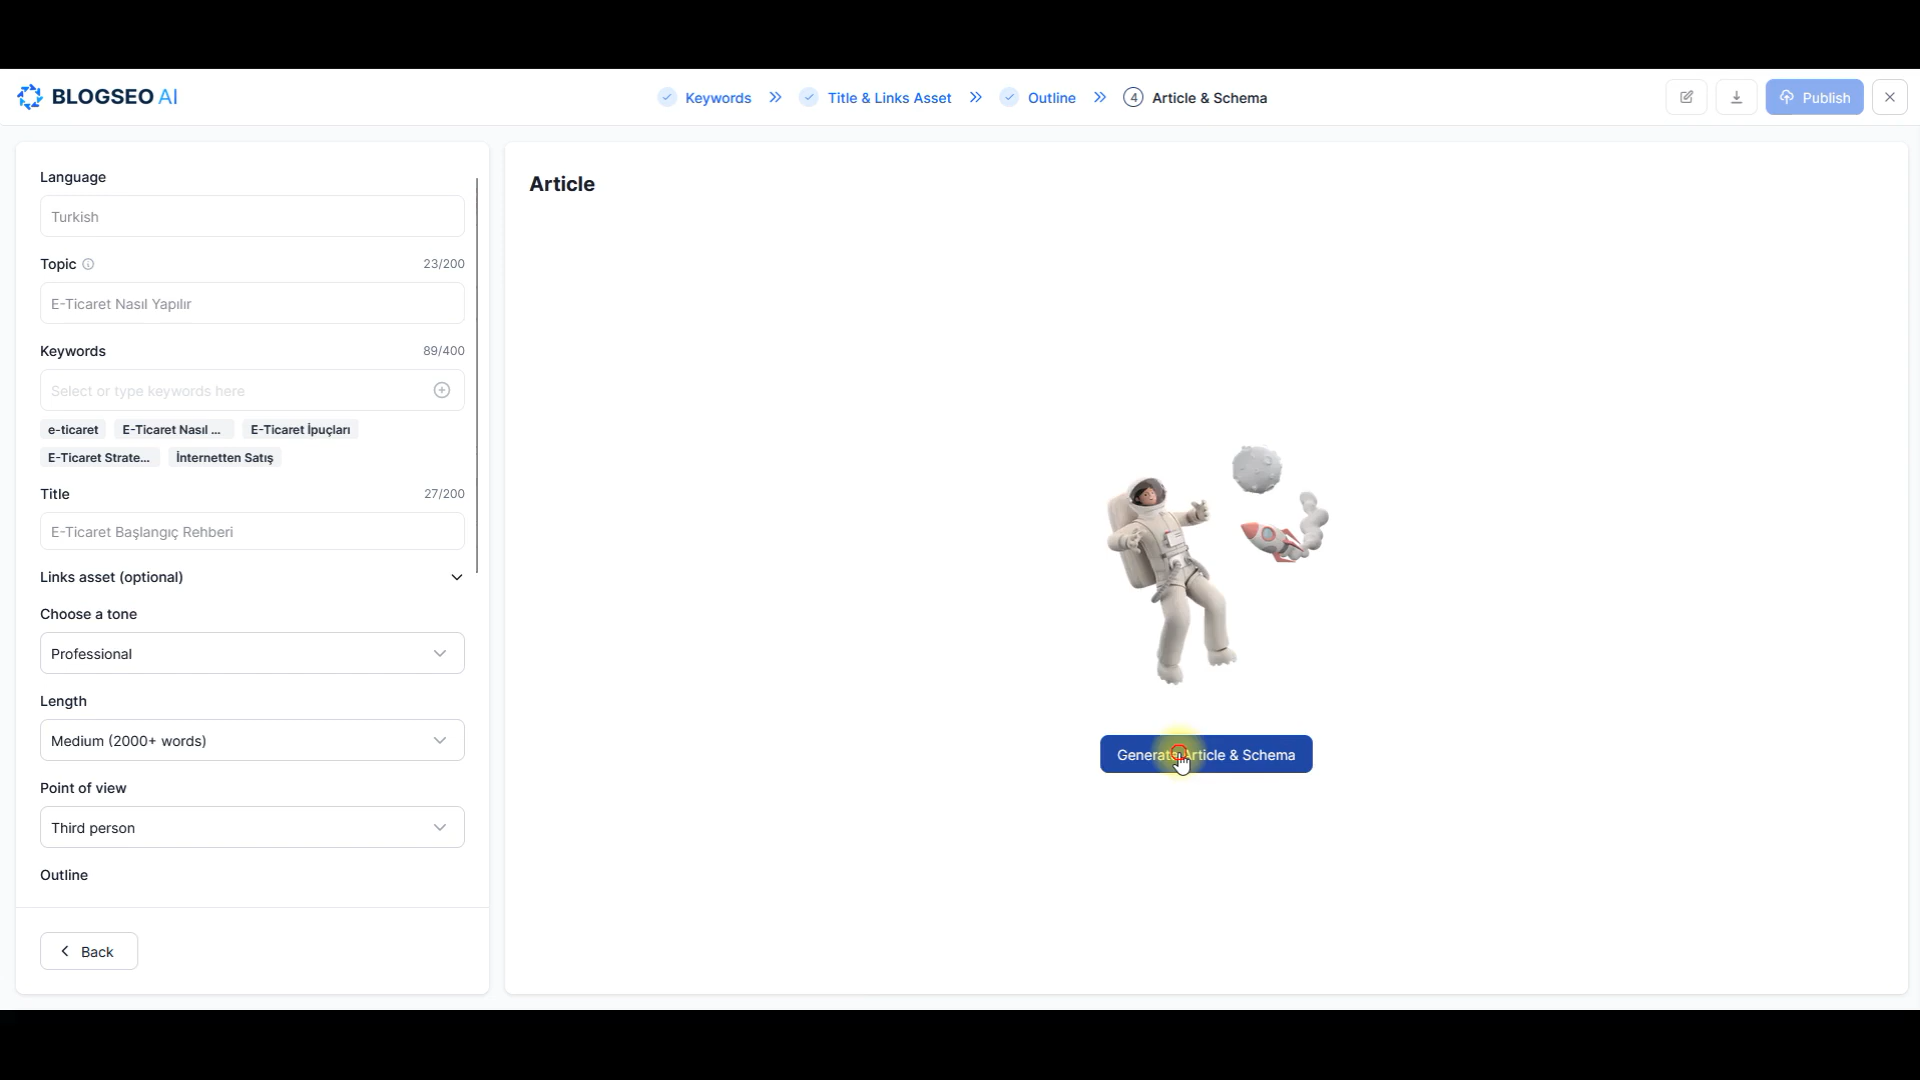 BLOGSEO AI
Keywords
Title & Links Asset
Outline
4 Article & Schema
Publish
Language
Turkish
Topic 23/200
E-Ticaret Nasıl Yapılır
Keywords 89/400
Select or type keywords here
e-ticaret E-Ticaret Nasıl ... E-Ticaret İpuçları
E-Ticaret Strate... İnternetten Satış
Title 27/200
E-Ticaret Başlangıç Rehberi
Links asset (optional)
Choose a tone
Professional
Length
Medium (2000+ words)
Point of view
Third person
Outline
Back
Article
Generate Article & Schema